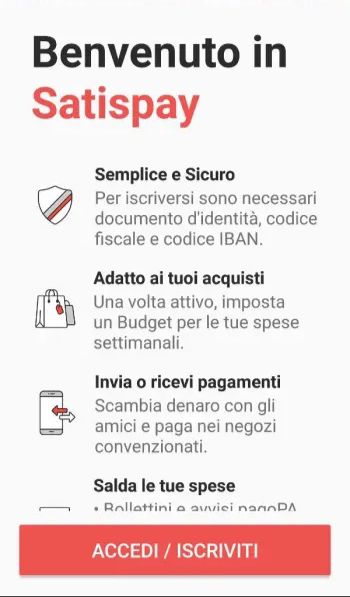 Benvenuto in
Satispay
Semplice e Sicuro
Per iscriversi sono necessari
documento d'identità, codice
fiscale e codice IBAN.
Adatto ai tuoi acquisti
Una volta attivo, imposta
un Budget per le tue spese
settimanali.
Invia o ricevi pagamenti
Scambia denaro con gli
amici e paga nei negozi
convenzionati.
Salda le tue spese
• Bollettini e avvisi pagoPA
ACCEDI / ISCRIVITI